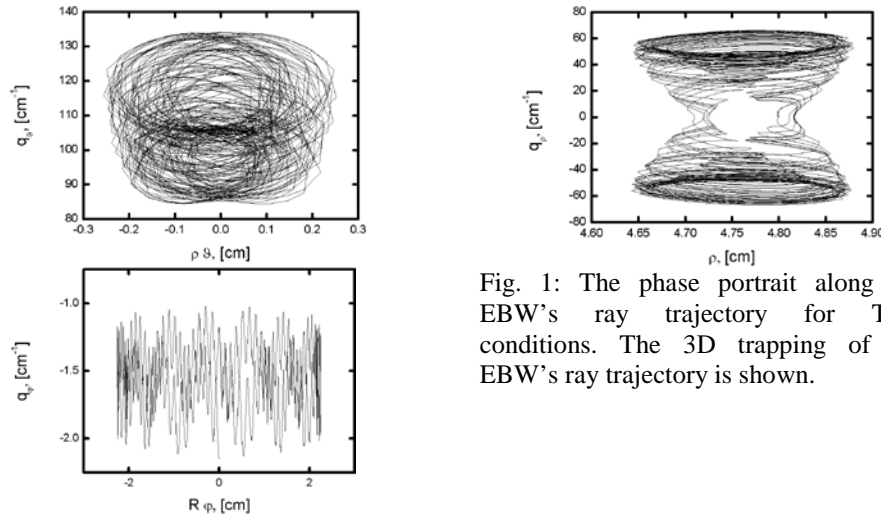 140
130
120
110
100
90
80
q_ϑ, [cm⁻¹]
-0.3 -0.2 -0.1 0.0 0.1 0.2 0.3
ρ ϑ, [cm]
80
60
40
20
0
-20
-40
-60
-80
q_ρ, [cm⁻¹]
4.60 4.70 4.75 4.80 4.85 4.90
ρ, [cm]
-1.0
-1.5
-2.0
q_φ, [cm⁻¹]
-2 0 2
R φ, [cm]
Fig. 1: The phase portrait along
EBW's ray trajectory for
conditions. The 3D trapping of
EBW's ray trajectory is shown.